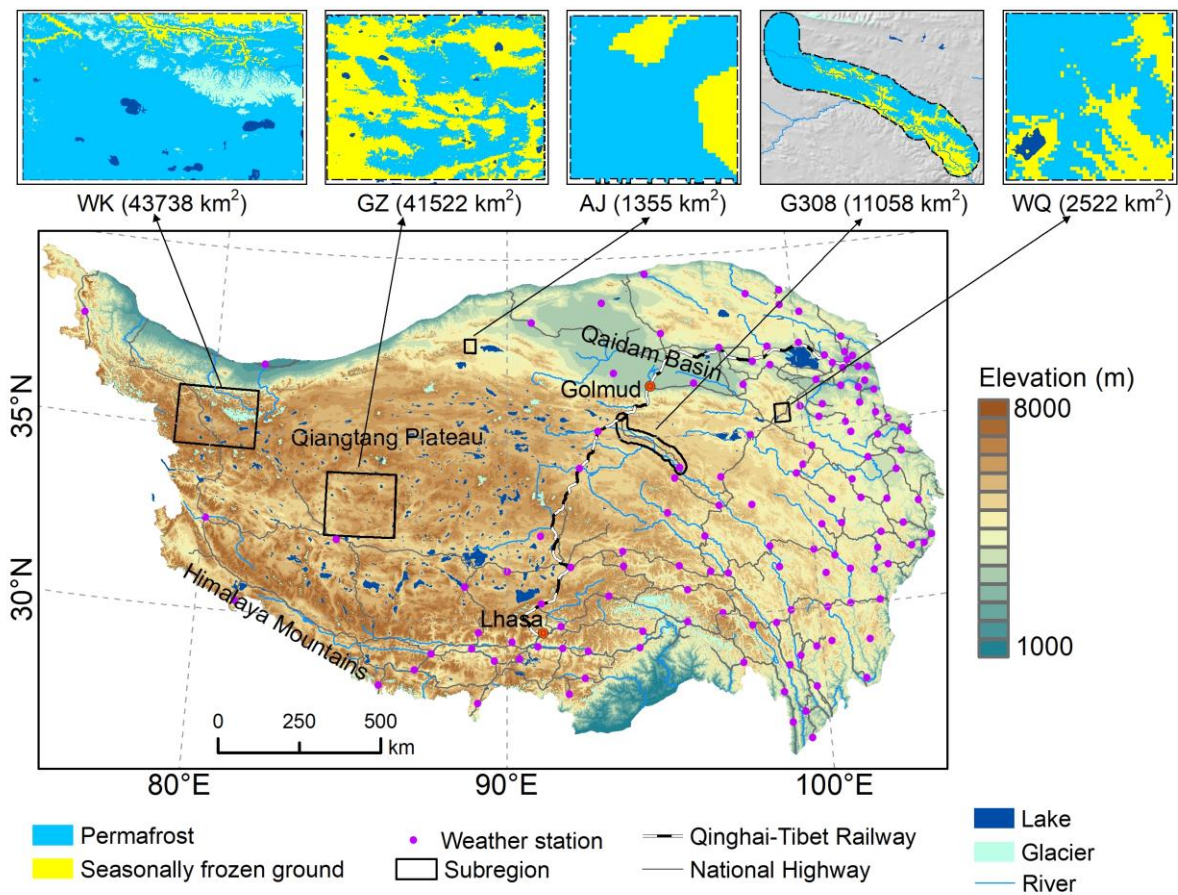 WK (43738 km²)
GZ (41522 km²)
AJ (1355 km²)
G308 (11058 km²)
WQ (2522 km²)
Qaidam Basin
Golmud
Qiangtang Plateau
Himalaya Mountains
Lhasa
35°N
30°N
80°E
90°E
100°E
0 250 500
km
Elevation (m)
8000
1000
Permafrost
Seasonally frozen ground
Weather station
Subregion
Qinghai-Tibet Railway
National Highway
Lake
Glacier
River